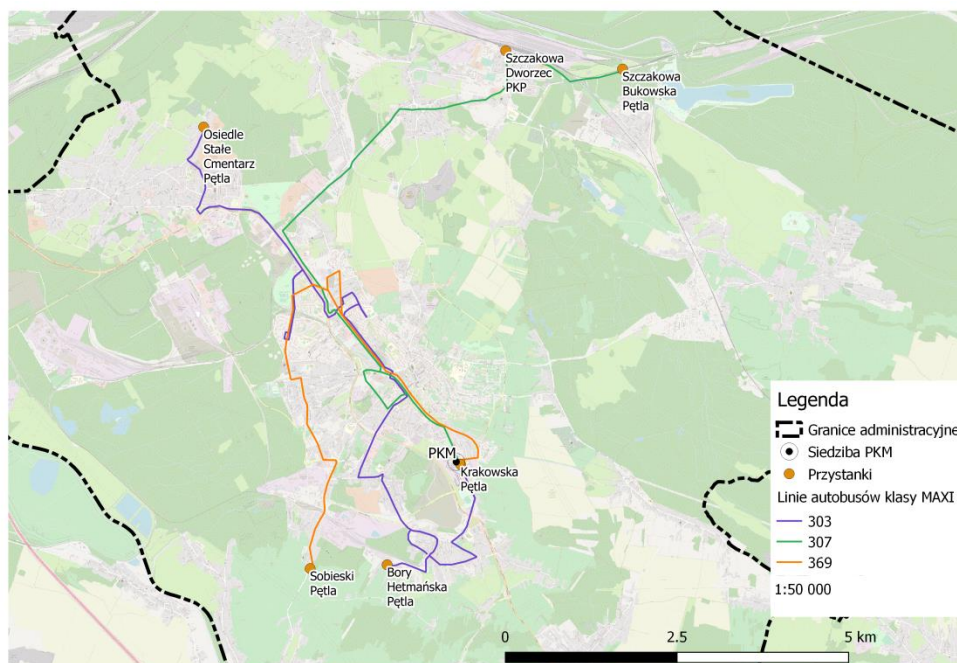 Szczakowa
Dworzec
PKP
Szczakowa
Bukowska
Pętla
Osiedle
Stałe
Cmentarz
Pętla
PKM
Krakowska
Pętla
Sobieski
Pętla
Bory
Hetmańska
Pętla
Legenda
Granice administracyjne
Siedziba PKM
Przystanki
Linie autobusów klasy MAXI
303
307
369
1:50 000
0 2.5 5 km